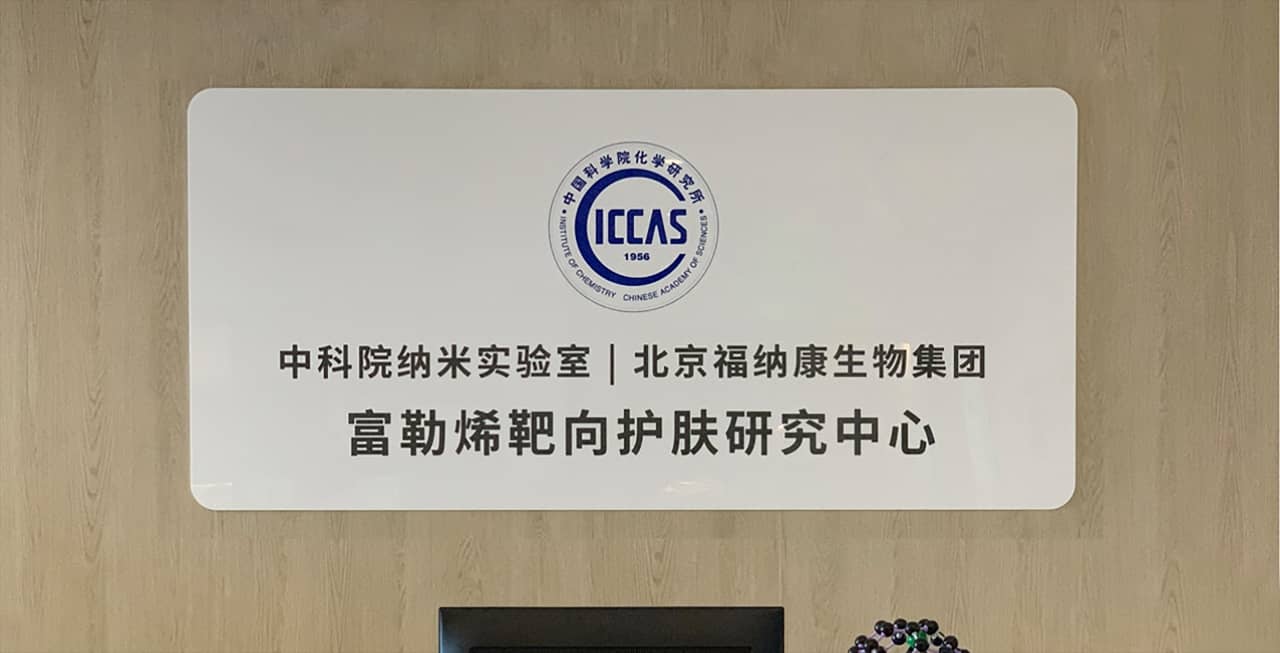 中国科学院化学研究所
ICCAS
1956
INSTITUTE OF CHEMISTRY CHINESE ACADEMY OF SCIENCES
中科院纳米实验室 | 北京福纳康生物集团
富勒烯靶向护肤研究中心